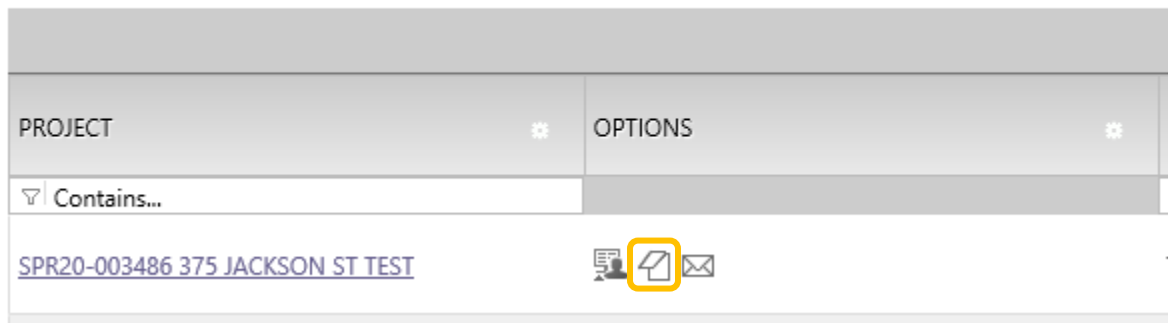 PROJECT OPTIONS
Contains...
SPR20-003486 375 JACKSON ST TEST